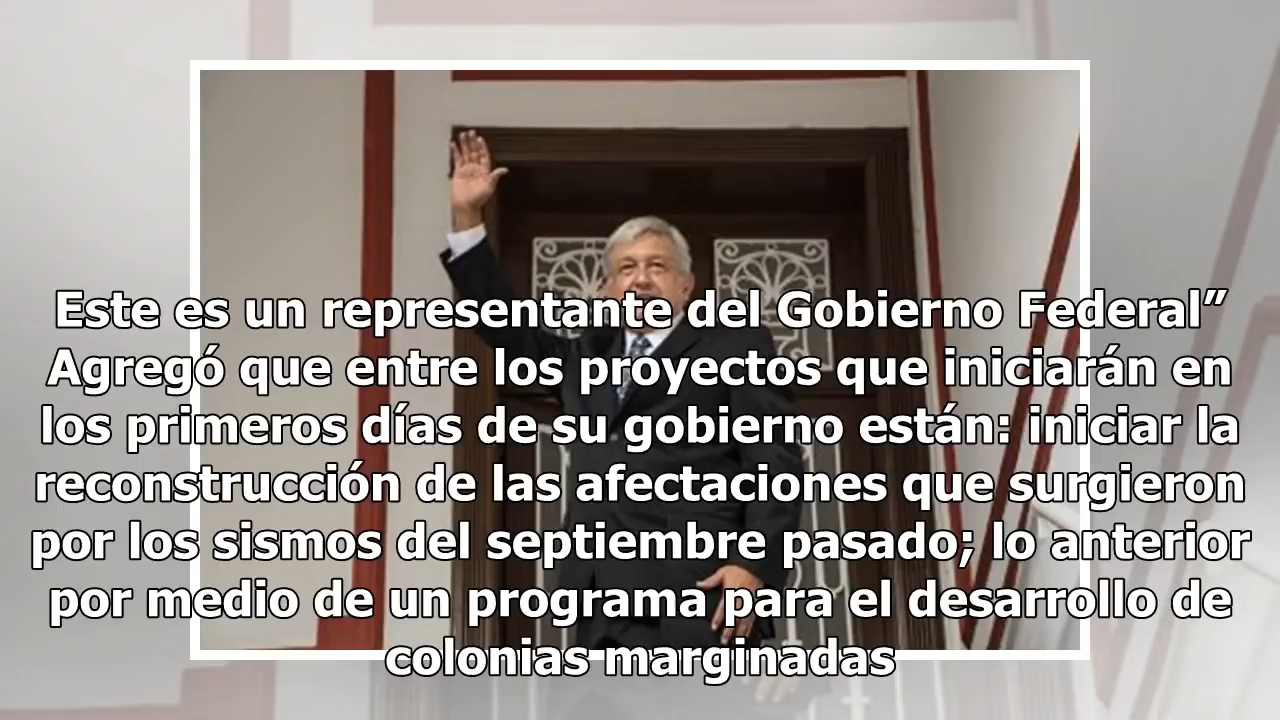 Este es un representante del Gobierno Federal”
Agregó que entre los proyectos que iniciarán en
los primeros días de su gobierno están: iniciar la
reconstrucción de las afectaciones que surgieron
por los sismos del septiembre pasado; lo anterior
por medio de un programa para el desarrollo de
colonias marginadas